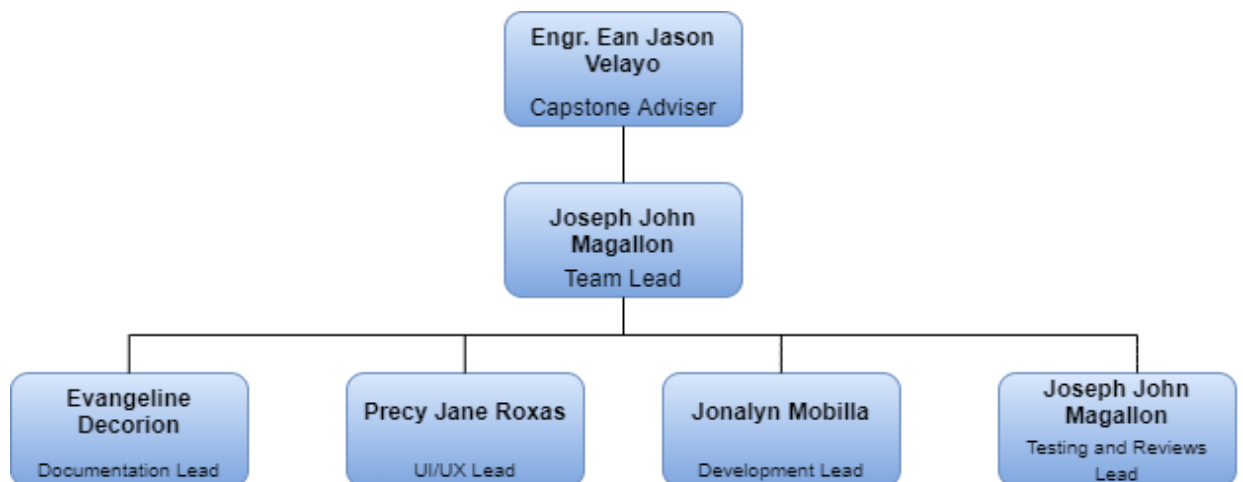 Engr. Ean Jason
Velayo
Capstone Adviser
Joseph John
Magallon
Team Lead
Evangeline
Decorion
Documentation Lead
Precy Jane Roxas
UI/UX Lead
Jonalyn Mobilla
Development Lead
Joseph John
Magallon
Testing and Reviews
Lead